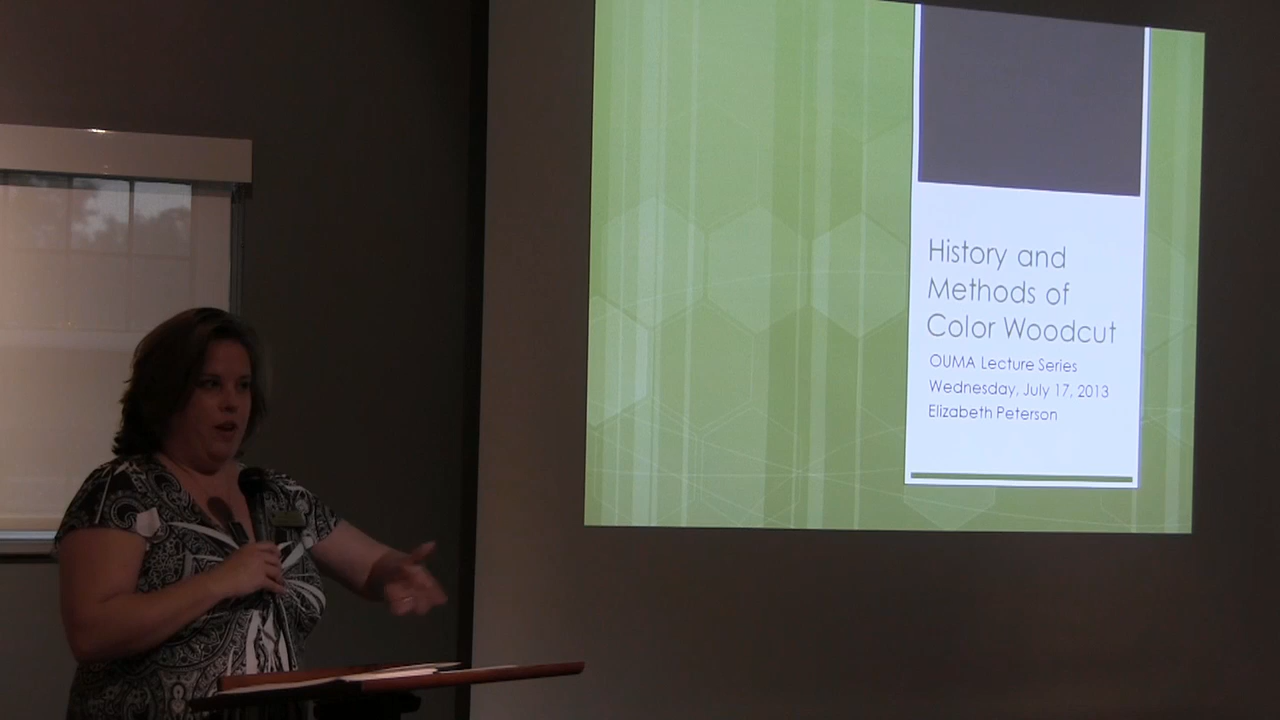 History and
Methods of
Color Woodcut
OUMA Lecture Series
Wednesday, July 17, 2013
Elizabeth Peterson